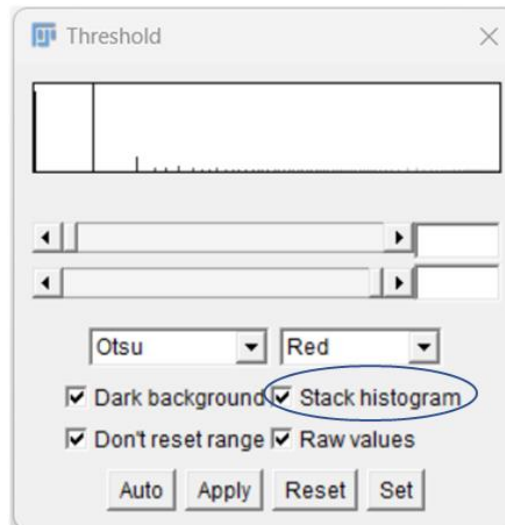 Threshold
Otsu Red
Dark background Stack histogram
Don't reset range Raw values
Auto Apply Reset Set